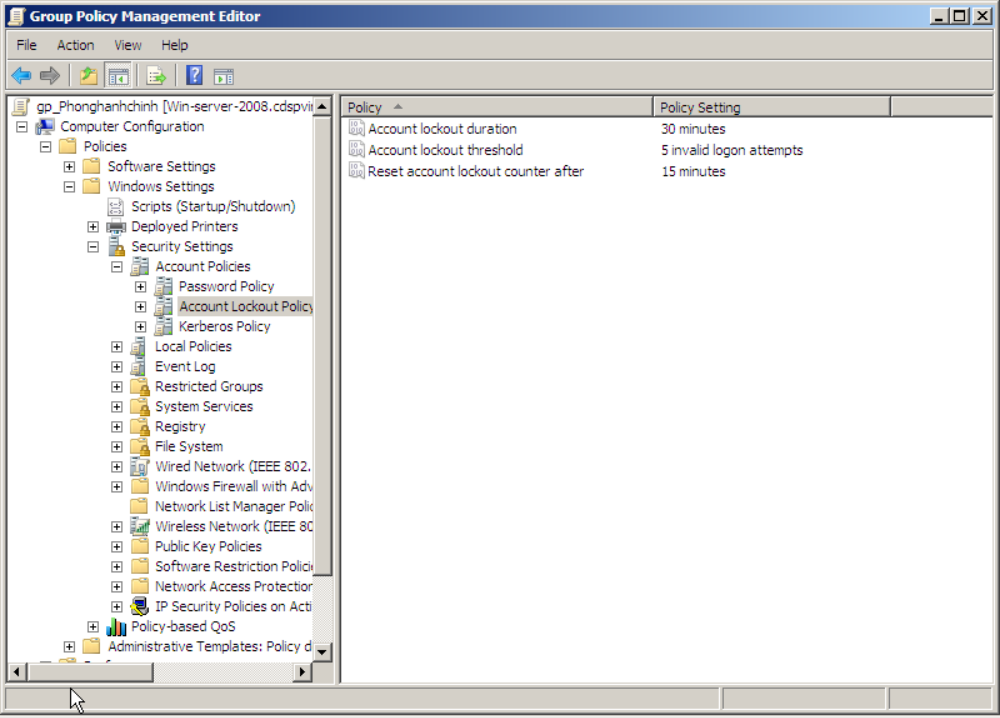 Group Policy Management Editor
File Action View Help
gp_Phonghanhchinh [Win-server-2008.cdspvi
Computer Configuration
Policies
Software Settings
Windows Settings
Scripts (Startup/Shutdown)
Deployed Printers
Security Settings
Account Policies
Password Policy
Account Lockout Policy
Kerberos Policy
Local Policies
Event Log
Restricted Groups
System Services
Registry
File System
Wired Network (IEEE 802.
Windows Firewall with Adv
Network List Manager Polic
Wireless Network (IEEE 80
Public Key Policies
Software Restriction Polici
Network Access Protection
IP Security Policies on Acti
Policy-based QoS
Administrative Templates: Policy d
Policy Policy Setting
Account lockout duration 30 minutes
Account lockout threshold 5 invalid logon attempts
Reset account lockout counter after 15 minutes